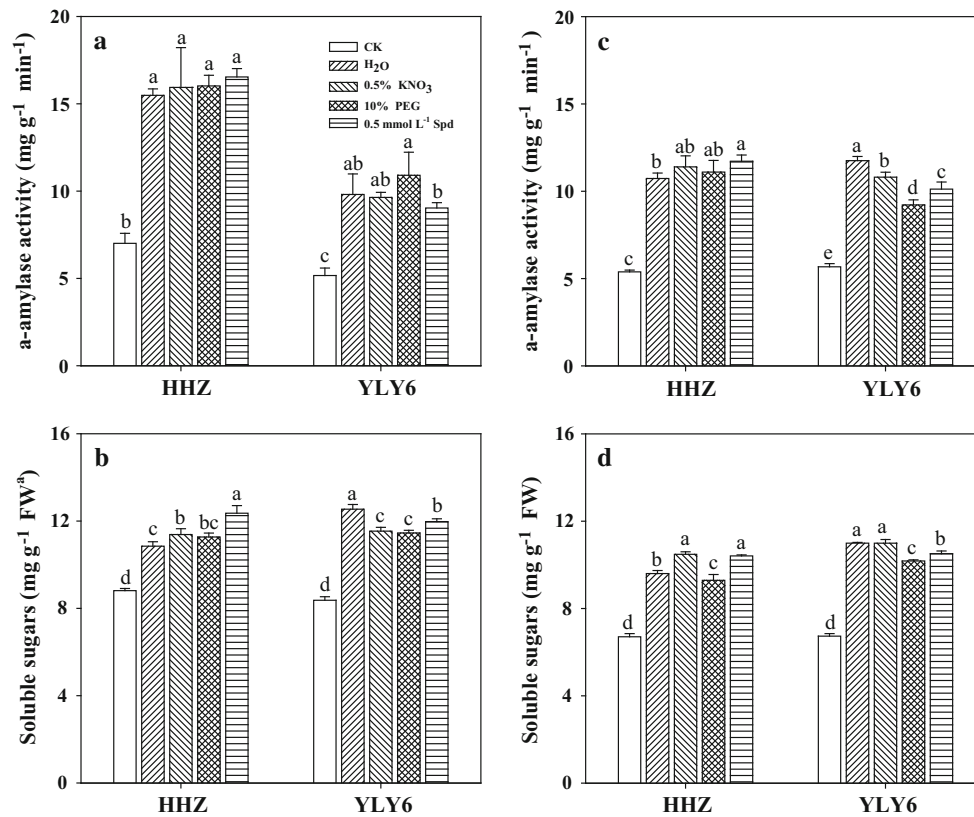 a
a-amylase activity (mg g⁻¹ min⁻¹)
20
15
10
5
0
b
a
a
a
a
c
ab
ab
a
b
HHZ
YLY6
CK
H₂O
0.5% KNO₃
10% PEG
0.5 mmol L⁻¹ Spd
c
a-amylase activity (mg g⁻¹ min⁻¹)
20
15
10
5
0
c
b
ab
ab
a
e
a
b
d
c
HHZ
YLY6
b
Soluble sugars (mg g⁻¹ FWᵃ)
16
12
8
4
0
d
c
b
bc
a
d
a
c
c
b
HHZ
YLY6
d
Soluble sugars (mg g⁻¹ FW)
16
12
8
4
0
d
b
a
c
a
d
a
a
c
b
HHZ
YLY6